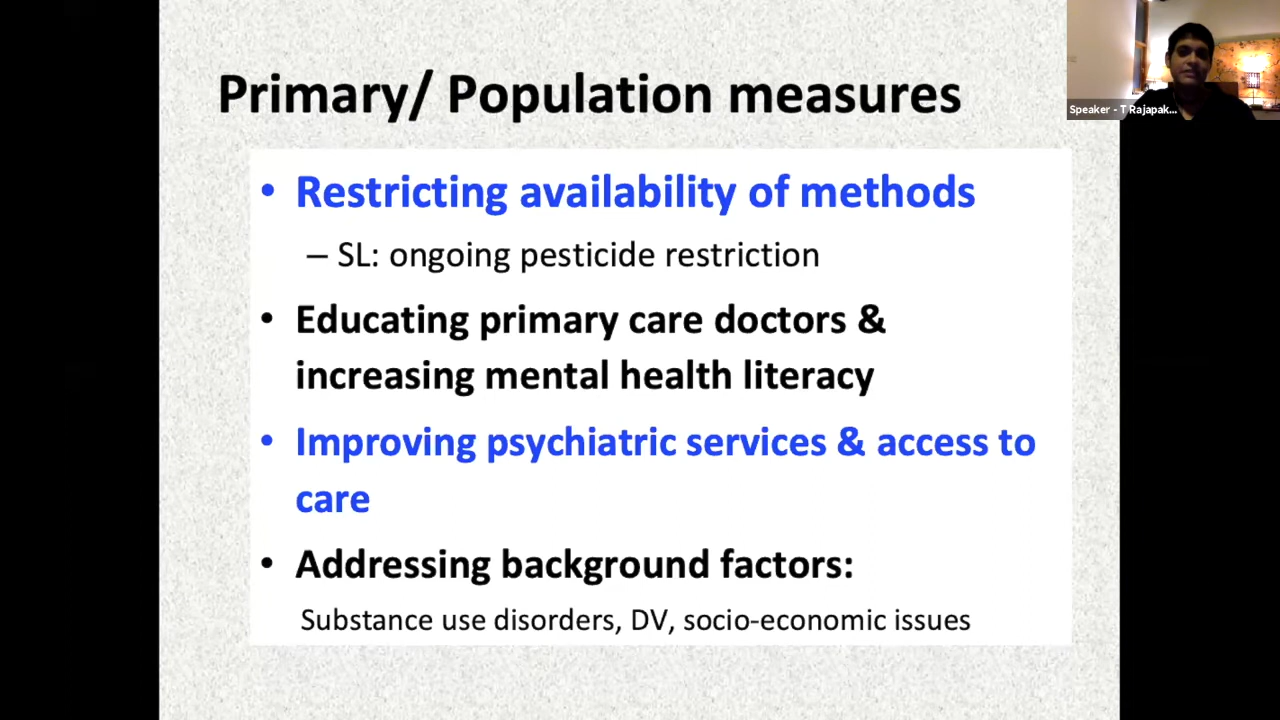 Primary/ Population measures
Speaker - T Rajapak...
• Restricting availability of methods
– SL: ongoing pesticide restriction
• Educating primary care doctors &
increasing mental health literacy
• Improving psychiatric services & access to
care
• Addressing background factors:
Substance use disorders, DV, socio-economic issues